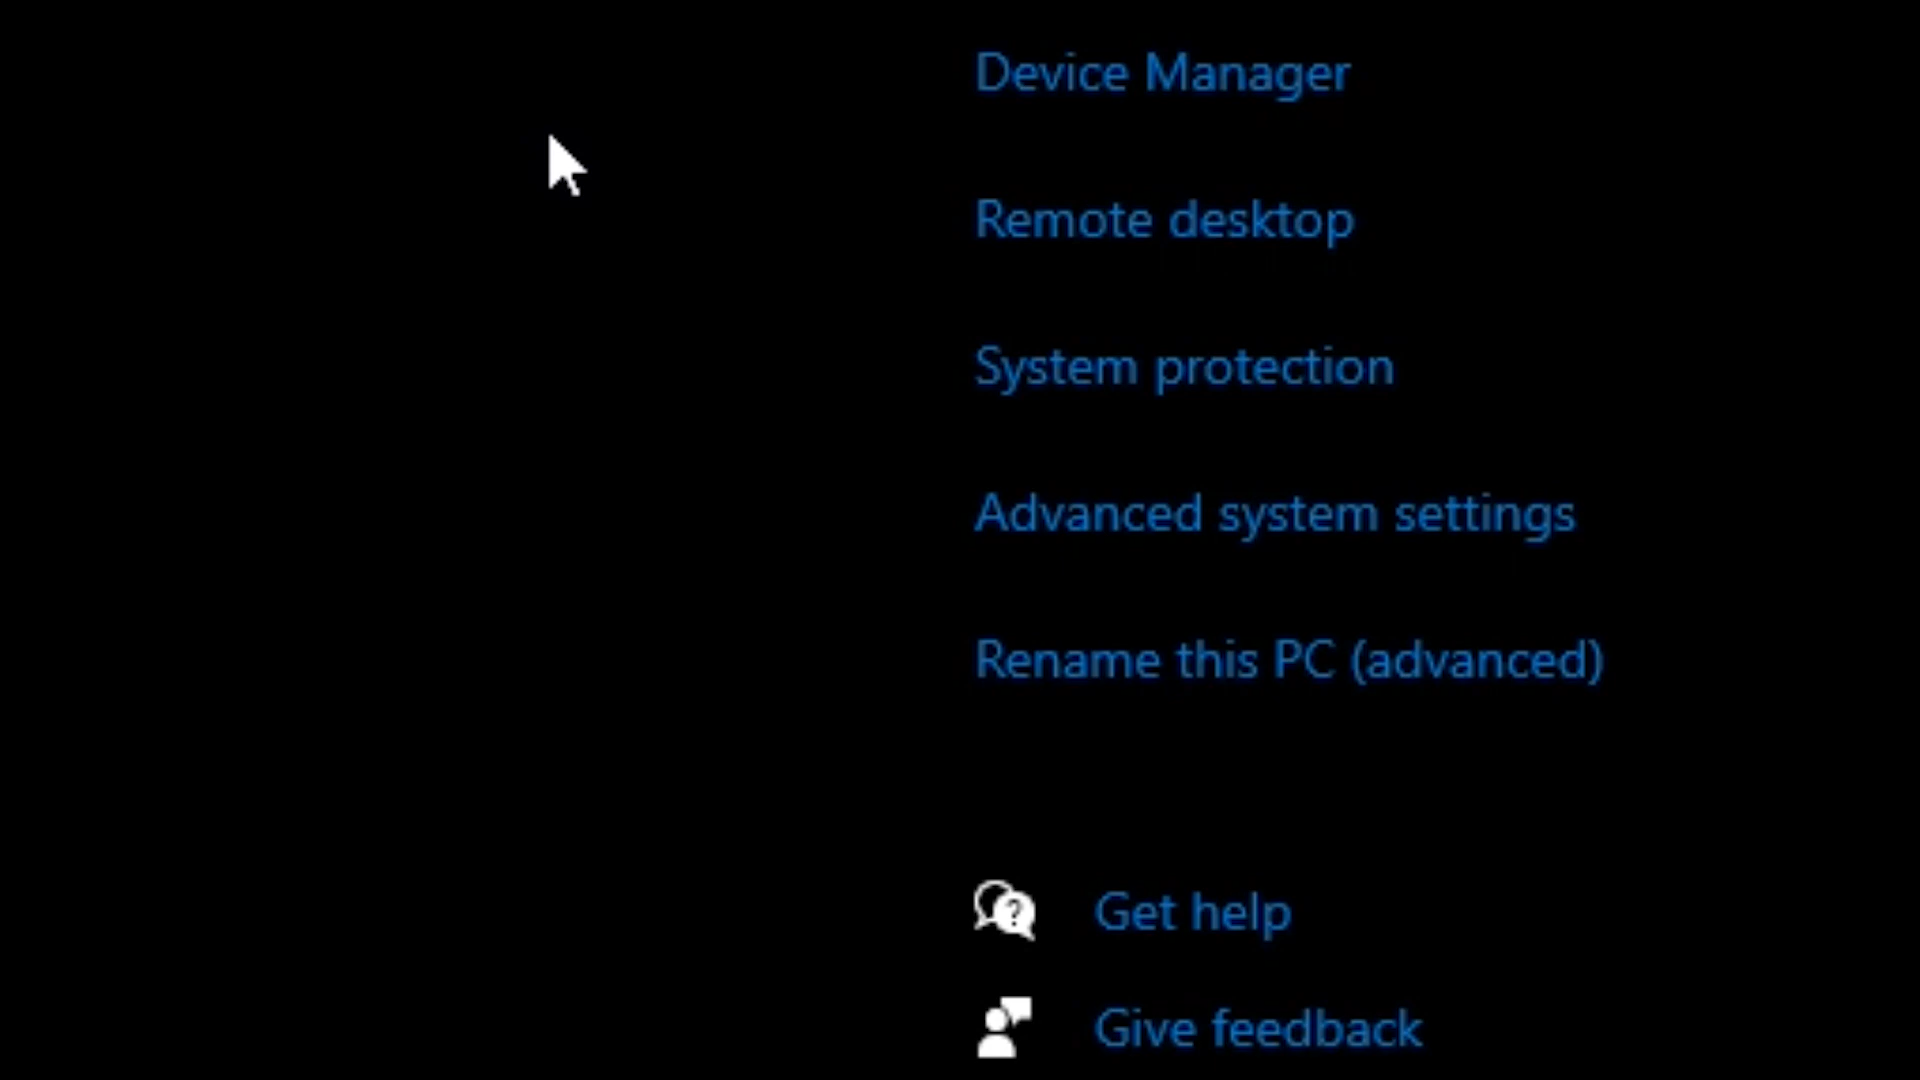 Device Manager
Remote desktop
System protection
Advanced system settings
Rename this PC (advanced)
?
Get help
Give feedback